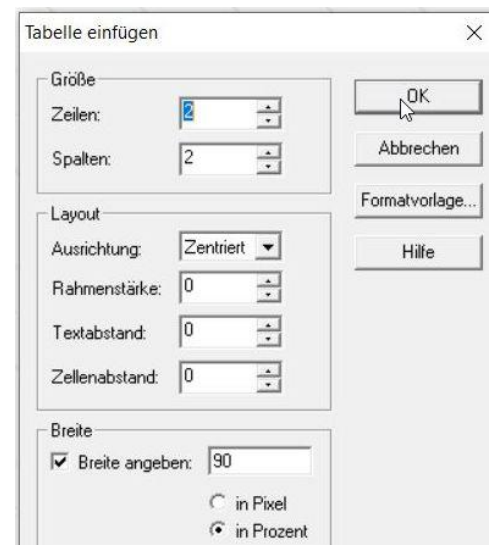 Tabelle einfügen
Größe
Zeilen: 2
Spalten: 2
OK
Abbrechen
Formatvorlage...
Hilfe
Layout
Ausrichtung: Zentriert
Rahmenstärke: 0
Textabstand: 0
Zellenabstand: 0
Breite
Breite angeben: 90
in Pixel
in Prozent